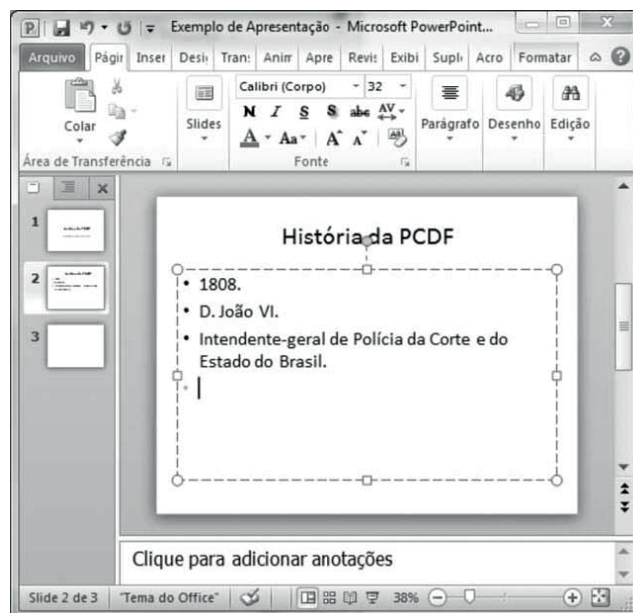 Exemplo de Apresentação - Microsoft PowerPoint...
Arquivo Págir Inser Desi Tran: Anim Apre Revis Exibi Supl Acro Formatar
Colar
Slides
Calibri (Corpo) 32
N I S S abc AV
A Aa A A
Parágrafo Desenho Edição
Área de Transferência Fonte
1
2
3
História da PCDF
• 1808.
• D. João VI.
• Intendente-geral de Polícia da Corte e do
Estado do Brasil.
Clique para adicionar anotações
Slide 2 de 3 "Tema do Office" 38%